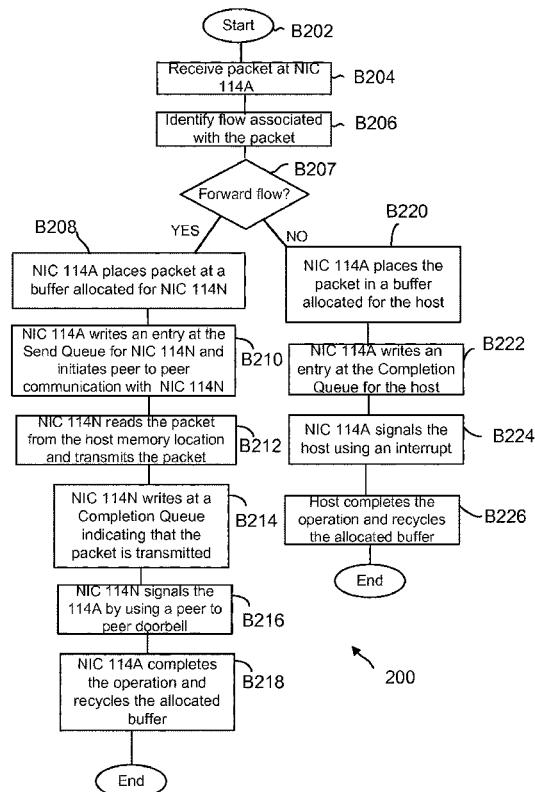 Start
B202
Receive packet at NIC
114A
B204
Identify flow associated
with the packet
B206
B207
Forward flow?
YES
NO
B208
NIC 114A places packet at a
buffer allocated for NIC 114N
NIC 114A writes an entry at the
Send Queue for NIC 114N and
initiates peer to peer
communication with NIC 114N
B210
NIC 114N reads the packet
from the host memory location
and transmits the packet
B212
NIC 114N writes at a
Completion Queue
indicating that the
packet is transmitted
B214
NIC 114N signals the
114A by using a peer to
peer doorbell
B216
NIC 114A completes
the operation and
recycles the allocated
buffer
B218
End
B220
NIC 114A places the
packet in a buffer
allocated for the host
NIC 114A writes an
entry at the Completion
Queue for the host
B222
NIC 114A signals the
host using an interrupt
B224
Host completes the
operation and recycles
the allocated buffer
B226
End
200